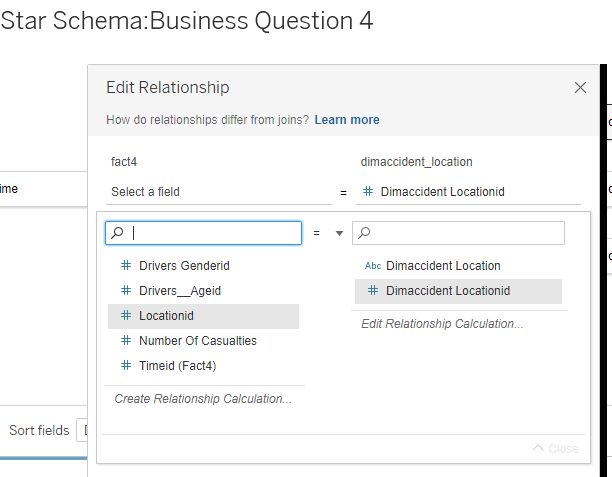 Star Schema:Business Question 4
Edit Relationship
How do relationships differ from joins? Learn more
fact4 dimaccident_location
ime
Select a field = # Dimaccident Locationid
=
# Drivers Genderid Abc Dimaccident Location
# Drivers__Ageid # Dimaccident Locationid
# Locationid
Edit Relationship Calculation...
# Number Of Casualties
# Timeid (Fact4)
Create Relationship Calculation...
Sort fields
Close